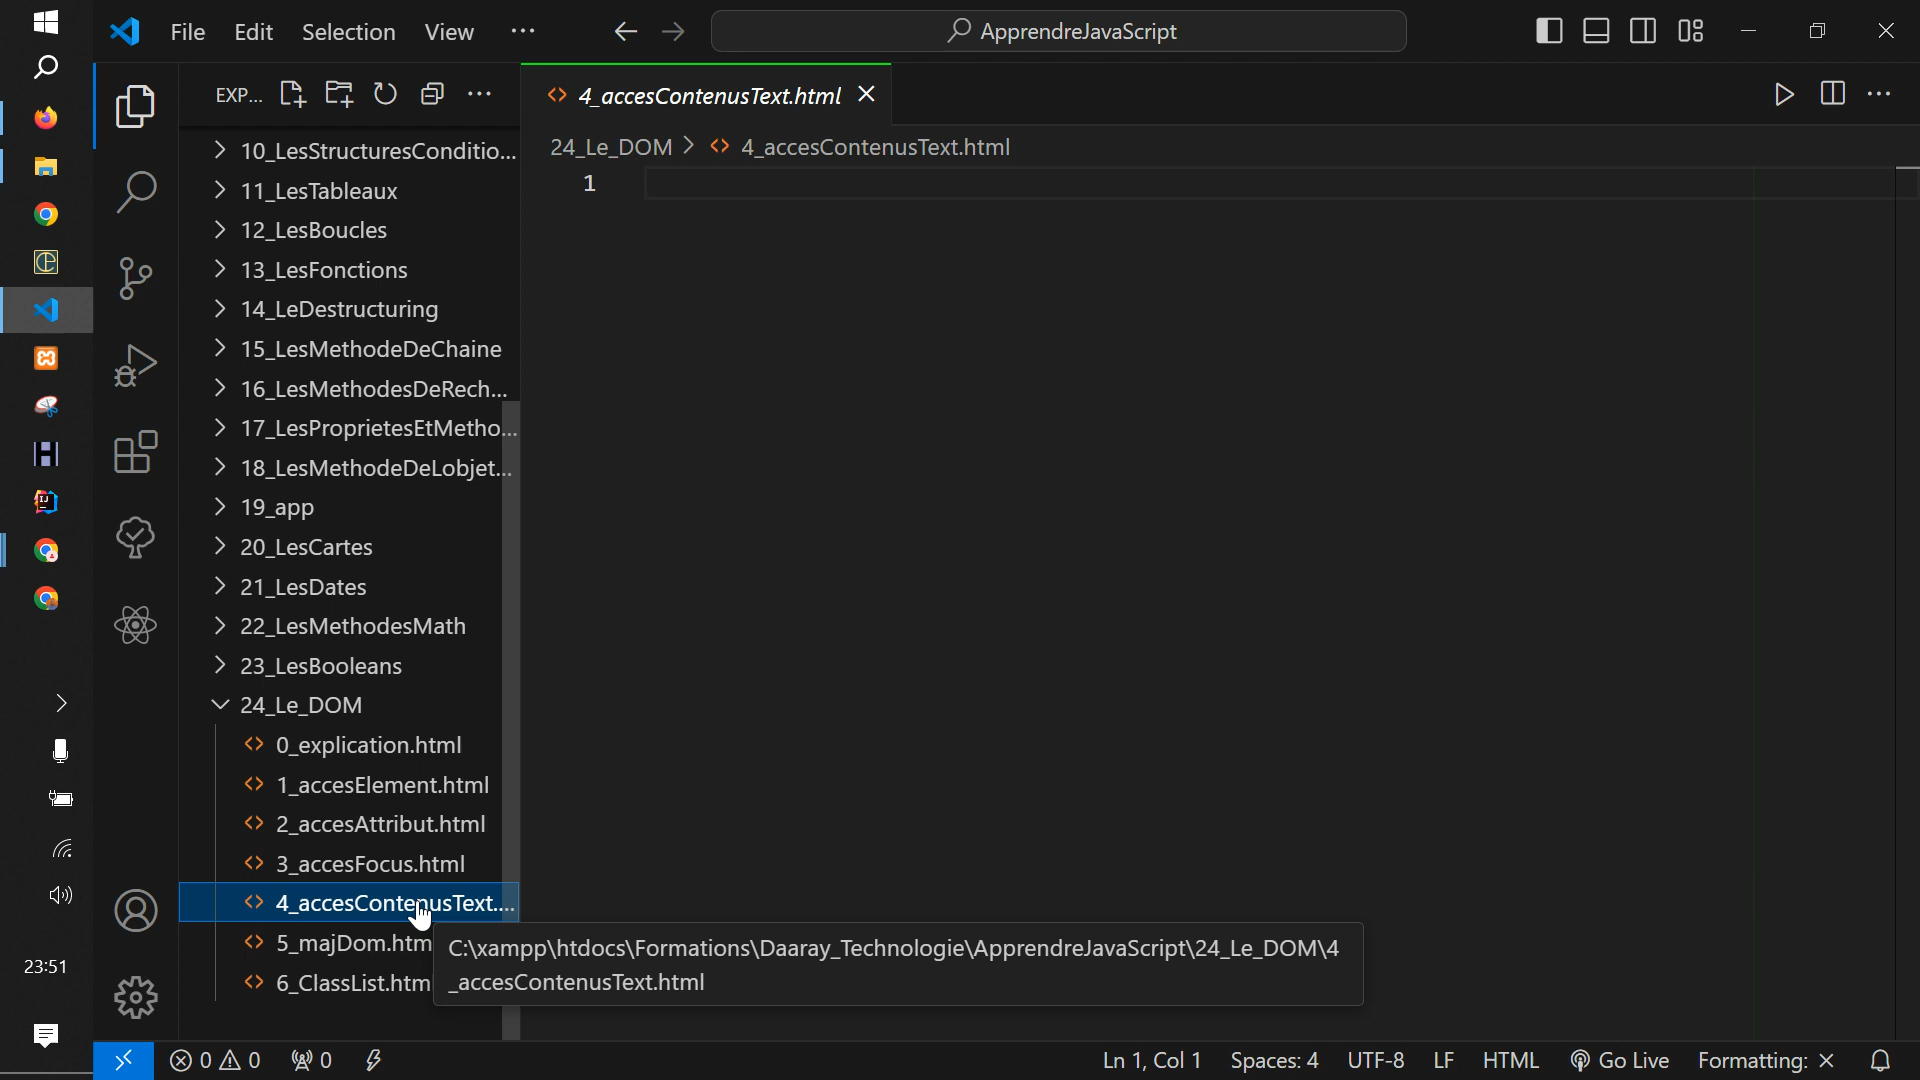 File Edit Selection View ···
ApprendreJavaScript
EXP...
4_accesContenusText.html
24_Le_DOM > 4_accesContenusText.html
1
10_LesStructuresConditio...
11_LesTableaux
12_LesBoucles
13_LesFonctions
14_LeDestructuring
15_LesMethodeDeChaine
16_LesMethodesDeRech...
17_LesProprietesEtMetho...
18_LesMethodeDeLobjet...
19_app
20_LesCartes
21_LesDates
22_LesMethodesMath
23_LesBooleans
24_Le_DOM
0_explication.html
1_accesElement.html
2_accesAttribut.html
3_accesFocus.html
4_accesContenusText....
5_majDom.htm
6_ClassList.htm
C:\xampp\htdocs\Formations\Daaray_Technologie\ApprendreJavaScript\24_Le_DOM\4
_accesContenusText.html
23:51
0 0 0
Ln 1, Col 1 Spaces: 4 UTF-8 LF HTML Go Live Formatting: ×